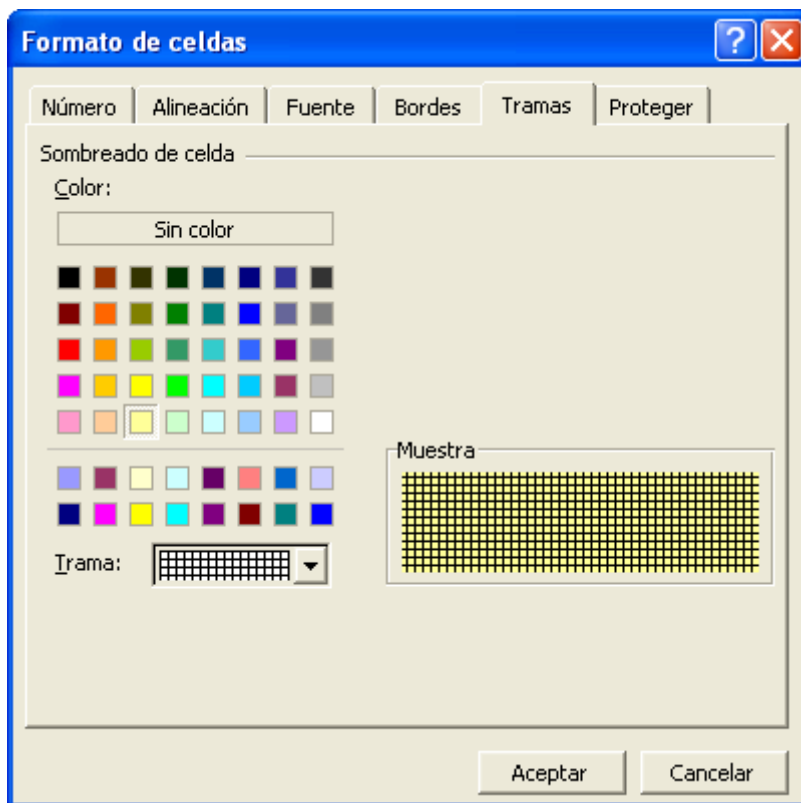 Formato de celdas
Número Alineación Fuente Bordes Tramas Proteger
Sombreado de celda
Color:
Sin color
Muestra
Trama:
Aceptar Cancelar